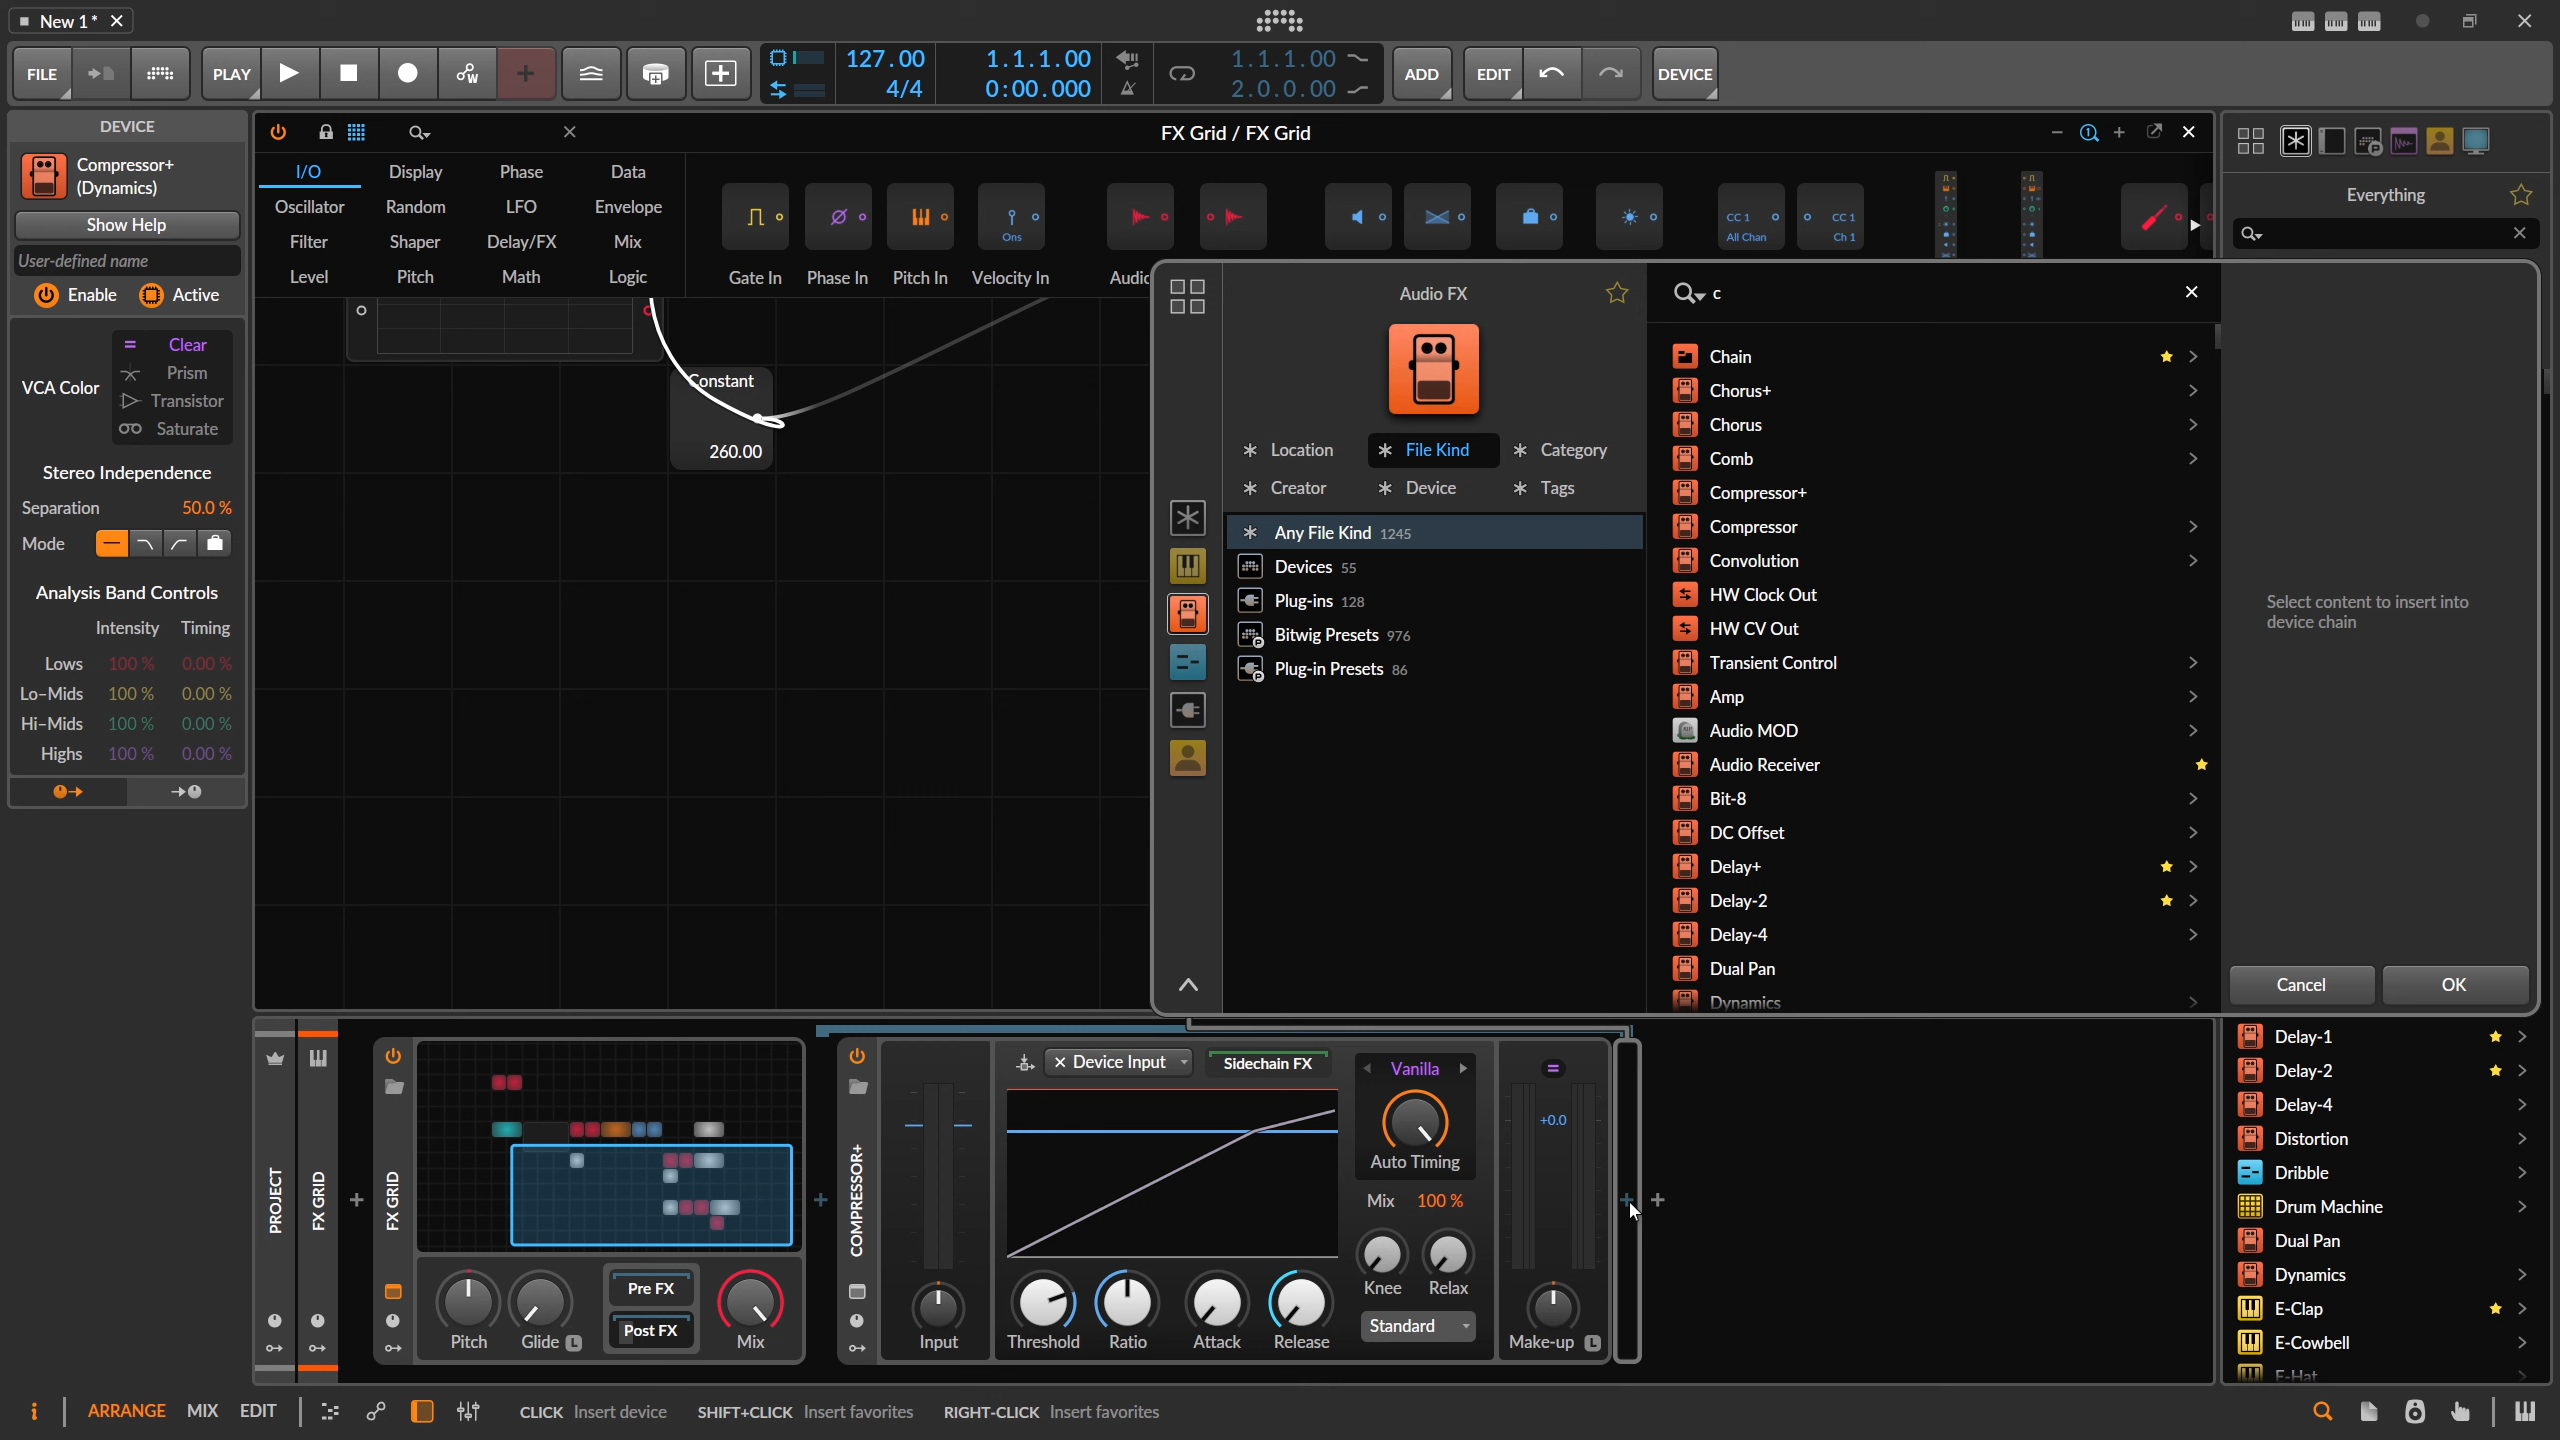 New 1*
FILE
PLAY
127.00
4/4
1.1.1.00
0:00.000
1.1.1.00
2.0.0.00
ADD
EDIT
DEVICE
DEVICE
Compressor+
(Dynamics)
Show Help
User-defined name
Enable
Active
VCA Color
Clear
Prism
Transistor
Saturate
Stereo Independence
Separation 50.0 %
Mode
Analysis Band Controls
Intensity Timing
Lows 100 % 0.00 %
Lo-Mids 100 % 0.00 %
Hi-Mids 100 % 0.00 %
Highs 100 % 0.00 %
FX Grid / FX Grid
I/O Display Phase Data
Oscillator Random LFO Envelope
Filter Shaper Delay/FX Mix
Level Pitch Math Logic
Ons
CC 1
All Chan
CC 1
Ch 1
Gate In Phase In Pitch In Velocity In
Constant
260.00
Audio FX
Location File Kind Category
Creator Device Tags
Any File Kind 1245
Devices 55
Plug-ins 128
Bitwig Presets 976
Plug-in Presets 86
c
Chain
Chorus+
Chorus
Comb
Compressor+
Compressor
Convolution
HW Clock Out
HW CV Out
Transient Control
Amp
Audio MOD
Audio Receiver
Bit-8
DC Offset
Delay+
Delay-2
Delay-4
Dual Pan
Dynamics
Everything
Select content to insert into
device chain
Cancel OK
Delay-1
Delay-2
Delay-4
Distortion
Dribble
Drum Machine
Dual Pan
Dynamics
E-Clap
E-Cowbell
E-Hat
PROJECT
FX GRID
FX GRID
Pitch
Glide L
Pre FX
Post FX
Mix
COMPRESSOR+
Input
Device Input
Sidechain FX
Threshold
Ratio
Attack
Release
Vanilla
Auto Timing
Mix 100 %
Knee
Relax
Standard
+0.0
Make-up L
ARRANGE MIX EDIT
CLICK Insert device SHIFT+CLICK Insert favorites RIGHT-CLICK Insert favorites